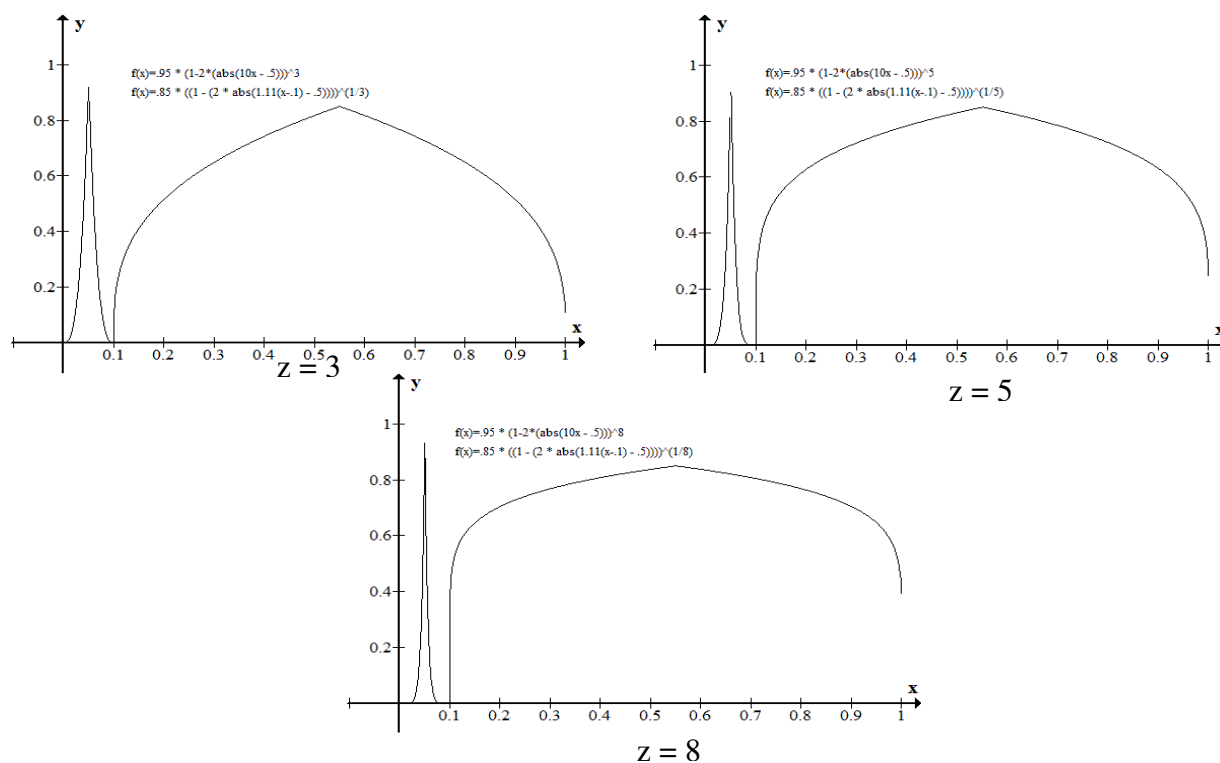 y
1
f(x)=.95 * (1-2*(abs(10x - .5)))^3
f(x)=.85 * ((1 - (2 * abs(1.11(x-.1) - .5))))^(1/3)
0.8
0.6
0.4
0.2
x
0.1 0.2 0.3 0.4 0.5 0.6 0.7 0.8 0.9 1
z = 3
y
1
f(x)=.95 * (1-2*(abs(10x - .5)))^5
f(x)=.85 * ((1 - (2 * abs(1.11(x-.1) - .5))))^(1/5)
0.8
0.6
0.4
0.2
x
0.1 0.2 0.3 0.4 0.5 0.6 0.7 0.8 0.9 1
z = 5
y
1
f(x)=.95 * (1-2*(abs(10x - .5)))^8
f(x)=.85 * ((1 - (2 * abs(1.11(x-.1) - .5))))^(1/8)
0.8
0.6
0.4
0.2
x
0.1 0.2 0.3 0.4 0.5 0.6 0.7 0.8 0.9 1
z = 8